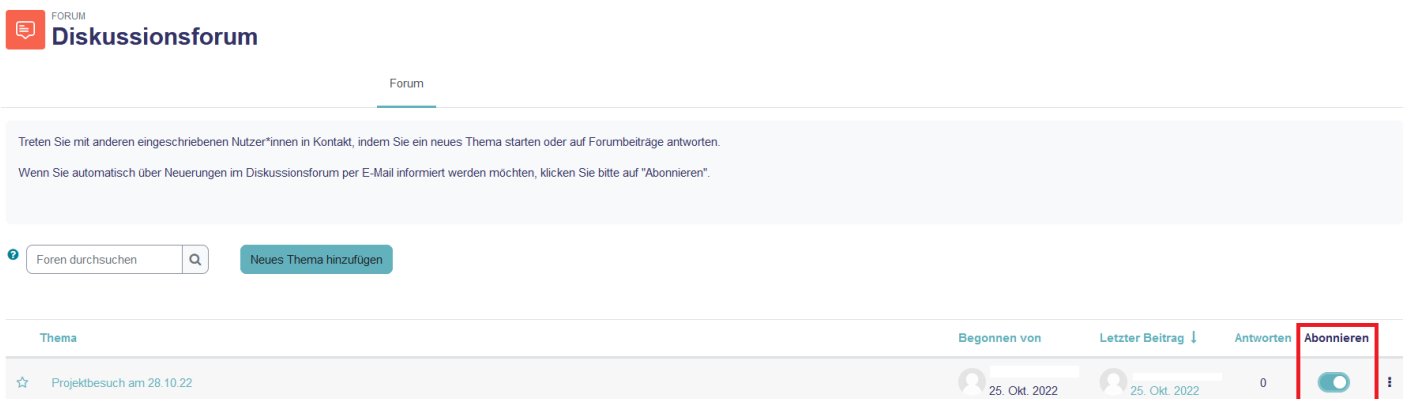 FORUM
Diskussionsforum
Forum
Treten Sie mit anderen eingeschriebenen Nutzer*innen in Kontakt, indem Sie ein neues Thema starten oder auf Forumbeiträge antworten.
Wenn Sie automatisch über Neuerungen im Diskussionsforum per E-Mail informiert werden möchten, klicken Sie bitte auf "Abonnieren".
Foren durchsuchen Neues Thema hinzufügen
Thema Begonnen von Letzter Beitrag ↓ Antworten Abonnieren
Projektbesuch am 28.10.22 25. Okt. 2022 25. Okt. 2022 0